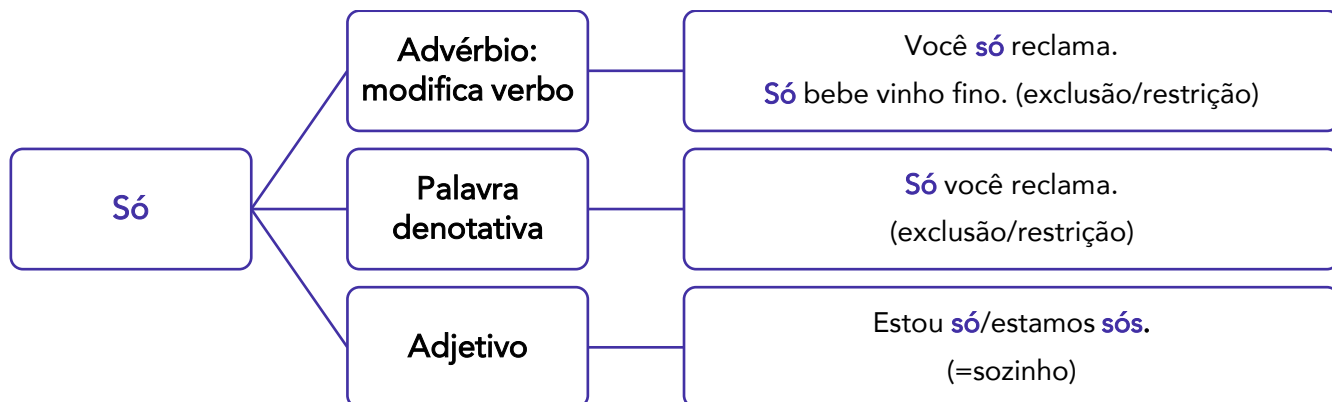 Só
Advérbio:
modifica verbo
Você só reclama.
Só bebe vinho fino. (exclusão/restrição)
Palavra
denotativa
Só você reclama.
(exclusão/restrição)
Adjetivo
Estou só/estamos sós.
(=sozinho)